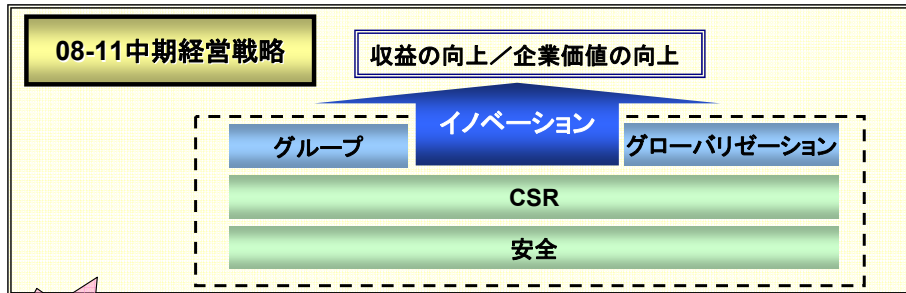 08-11中期経営戦略
収益の向上／企業価値の向上
イノベーション
グループ
グローバリゼーション
CSR
安全